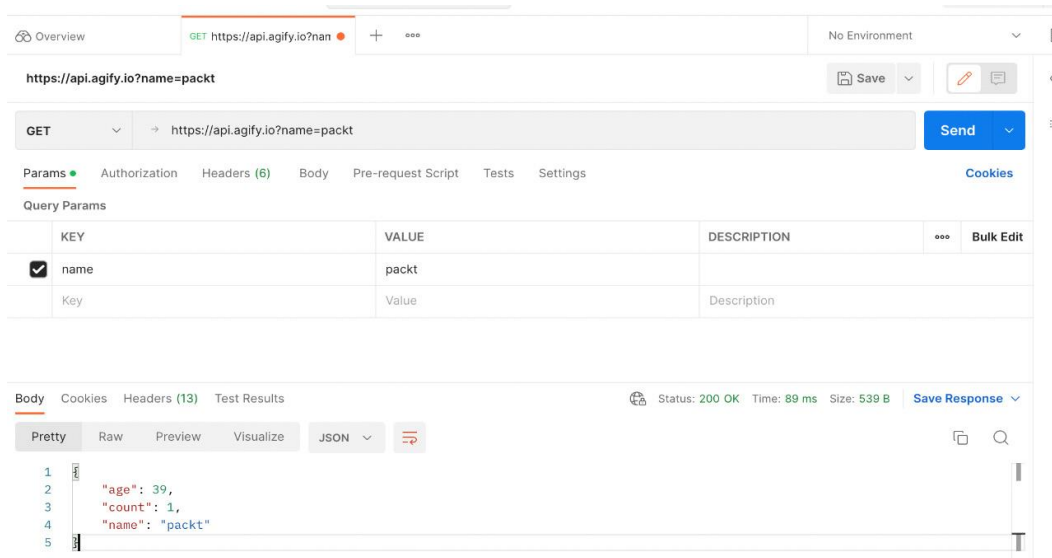 Overview GET https://api.agify.io?nam No Environment
https://api.agify.io?name=packt Save
GET https://api.agify.io?name=packt Send
Params Authorization Headers (6) Body Pre-request Script Tests Settings Cookies
Query Params
KEY VALUE DESCRIPTION Bulk Edit
name packt
Key Value Description
Body Cookies Headers (13) Test Results Status: 200 OK Time: 89 ms Size: 539 B Save Response
Pretty Raw Preview Visualize JSON
1 {
2 "age": 39,
3 "count": 1,
4 "name": "packt"
5 }